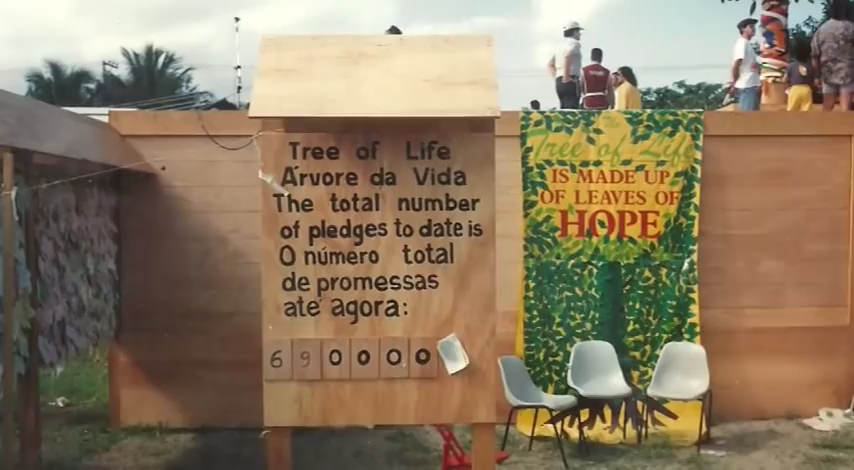 Tree of Life
Árvore da Vida
The total number
of pledges to date is
O número total
de promessas
até agora:
690000
Tree of Life
IS MADE UP
OF LEAVES OF
HOPE